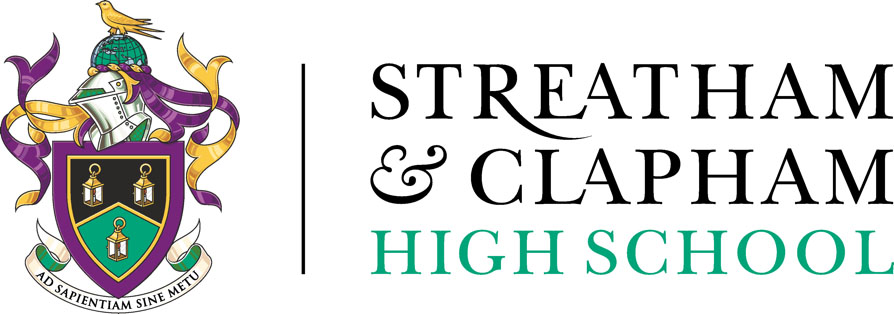 AD SAPIENTIAM SINE METU
STREATHAM
& CLAPHAM
HIGH SCHOOL